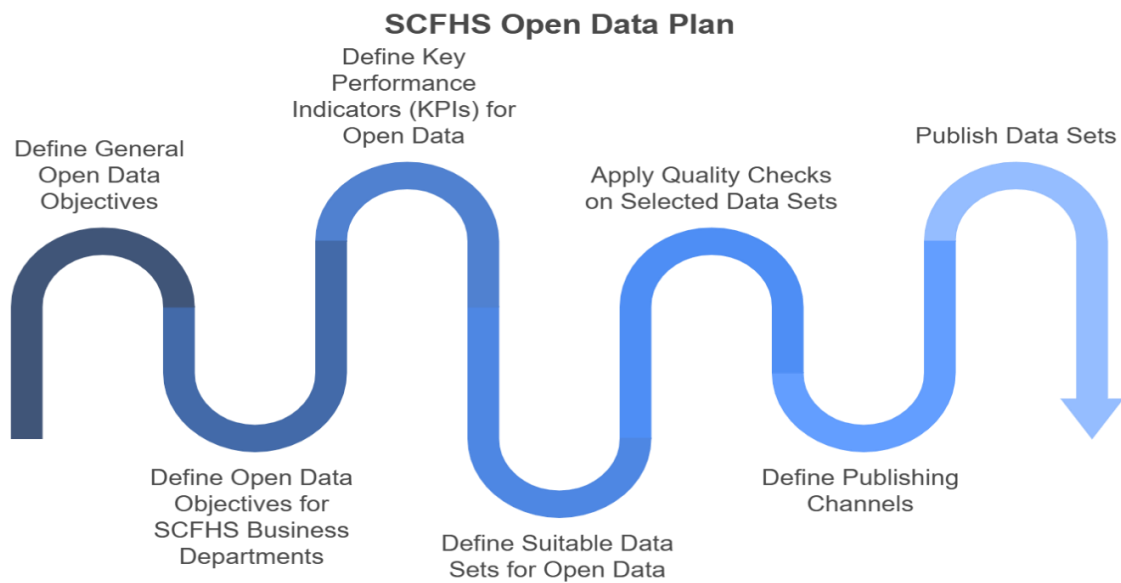 SCFHS Open Data Plan
Define General
Open Data
Objectives
Define Open Data
Objectives for
SCFHS Business
Departments
Define Key
Performance
Indicators (KPIs) for
Open Data
Define Suitable Data
Sets for Open Data
Apply Quality Checks
on Selected Data Sets
Define Publishing
Channels
Publish Data Sets